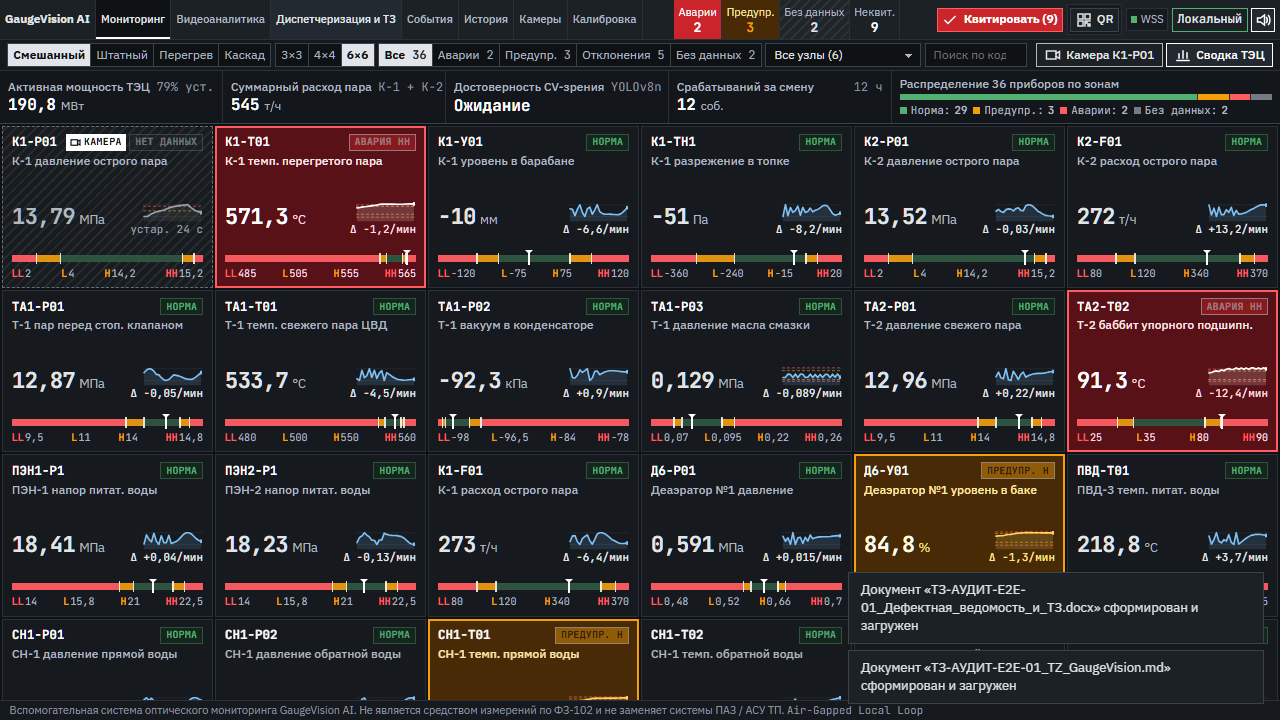 GaugeVision AI Мониторинг Видеоаналитика Диспетчеризация и ТЗ События История Камеры Калибровка Аварии 2 Предупр. 3 Без данных 2 Неквит. 9 ✓ Квитировать (9) QR WSS Локальный
Смешанный Штатный Перегрев Каскад 3×3 4×4 6×6 Все 36 Аварии 2 Предупр. 3 Отклонения 5 Без данных 2 Все узлы (6) Поиск по код Камера К1-Р01 Сводка ТЭЦ
Активная мощность ТЭЦ 79% уст.
190,8 МВт
Суммарный расход пара К-1 + К-2
545 т/ч
Достоверность CV-зрения YOLOv8n
Ожидание
Срабатываний за смену 12 ч
12 соб.
Распределение 36 приборов по зонам
Норма: 29 Предупр.: 3 Аварии: 2 Без данных: 2
К1-Р01 КАМЕРА НЕТ ДАННЫХ
К-1 давление острого пара
13,79 МПа
устар. 24 с
LL2 L4 H14,2 HH15,2
К1-Т01 АВАРИЯ HH
К-1 темп. перегретого пара
571,3 °C
Δ -1,2/мин
LL485 L505 H555 HH565
К1-У01 НОРМА
К-1 уровень в барабане
-10 мм
Δ -6,6/мин
LL-120 L-75 H75 HH120
К1-ТН1 НОРМА
К-1 разрежение в топке
-51 Па
Δ -8,2/мин
LL-360 L-240 H-15 HH20
К2-Р01 НОРМА
К-2 давление острого пара
13,52 МПа
Δ -0,03/мин
LL2 L4 H14,2 HH15,2
К2-F01 НОРМА
К-2 расход острого пара
272 т/ч
Δ +13,2/мин
LL80 L120 H340 HH370
ТА1-Р01 НОРМА
Т-1 пар перед стоп. клапаном
12,87 МПа
Δ -0,05/мин
LL9,5 L11 H14 HH14,8
ТА1-Т01 НОРМА
Т-1 темп. свежего пара ЦВД
533,7 °C
Δ -4,5/мин
LL480 L500 H550 HH560
ТА1-Р02 НОРМА
Т-1 вакуум в конденсаторе
-92,3 кПа
Δ +0,9/мин
LL-98 L-96,5 H-84 HH-78
ТА1-Р03 НОРМА
Т-1 давление масла смазки
0,129 МПа
Δ -0,089/мин
LL0,07 L0,095 H0,22 HH0,26
ТА2-Р01 НОРМА
Т-2 давление свежего пара
12,96 МПа
Δ +0,22/мин
LL9,5 L11 H14 HH14,8
ТА2-Т02 АВАРИЯ HH
Т-2 баббит упорного подшипн.
91,3 °C
Δ -12,4/мин
LL25 L35 H80 HH90
ПЭН1-Р1 НОРМА
ПЭН-1 напор питат. воды
18,41 МПа
Δ +0,04/мин
LL14 L15,8 H21 HH22,5
ПЭН2-Р1 НОРМА
ПЭН-2 напор питат. воды
18,23 МПа
Δ -0,13/мин
LL14 L15,8 H21 HH22,5
К1-F01 НОРМА
К-1 расход острого пара
273 т/ч
Δ -6,4/мин
LL80 L120 H340 HH370
Д6-Р01 НОРМА
Деаэратор №1 давление
0,591 МПа
Δ +0,015/мин
LL0,48 L0,52 H0,66 HH0,7
Д6-У01 ПРЕДУПР. H
Деаэратор №1 уровень в баке
84,8 %
Δ -1,3/мин
ПВД-Т01 НОРМА
ПВД-3 темп. питат. воды
218,8 °C
Δ +3,7/мин
СН1-Р01 НОРМА
СН-1 давление прямой воды
СН1-Р02 НОРМА
СН-1 давление обратной воды
СН1-Т01 ПРЕДУПР. H
СН-1 темп. прямой воды
СН1-Т02 НОРМА
СН-1 темп. обратной воды
Документ «ТЗ-АУДИТ-E2E-
01_Дефектная_ведомость_и_ТЗ.docx» сформирован и
загружен
Документ «ТЗ-АУДИТ-E2E-01_TZ_GaugeVision.md»
сформирован и загружен
Вспомогательная система оптического мониторинга GaugeVision AI. Не является средством измерений по ФЗ-102 и не заменяет системы ПАЗ / АСУ ТП. Air-Gapped Local Loop